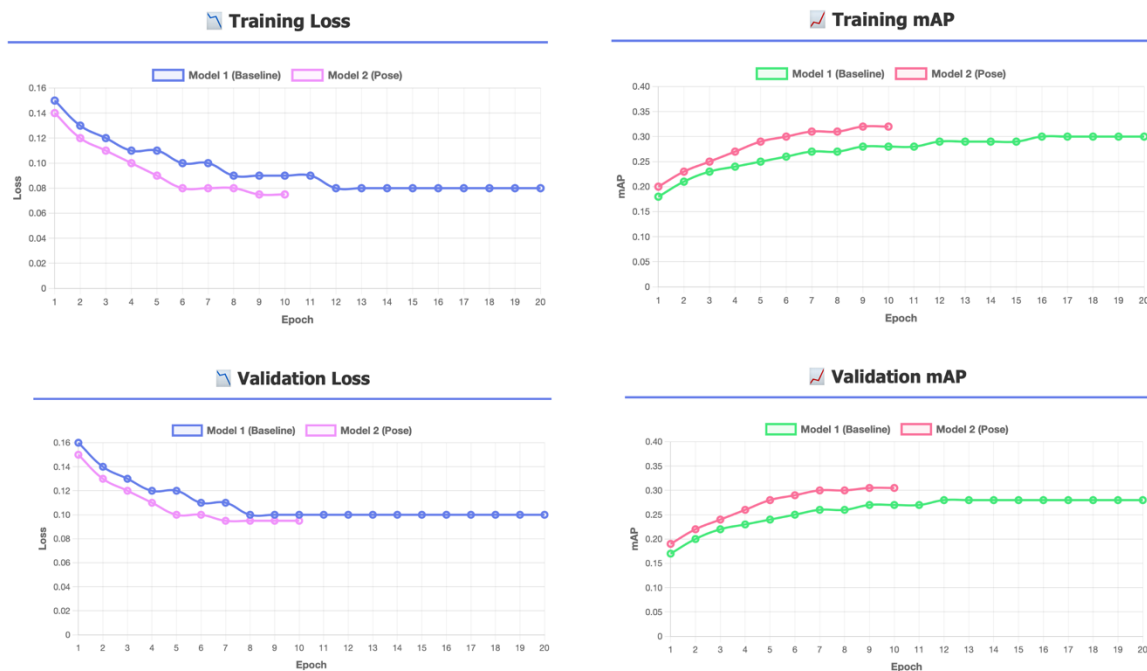 Training Loss
Model 1 (Baseline) Model 2 (Pose)
0.16
0.14
0.12
0.10
0.08
0.06
0.04
0.02
0
Loss
1 2 3 4 5 6 7 8 9 10 11 12 13 14 15 16 17 18 19 20
Epoch
Training mAP
Model 1 (Baseline) Model 2 (Pose)
0.40
0.35
0.30
0.25
0.20
0.15
0.10
0.05
0
mAP
1 2 3 4 5 6 7 8 9 10 11 12 13 14 15 16 17 18 19 20
Epoch
Validation Loss
Model 1 (Baseline) Model 2 (Pose)
0.16
0.14
0.12
0.10
0.08
0.06
0.04
0.02
0
Loss
1 2 3 4 5 6 7 8 9 10 11 12 13 14 15 16 17 18 19 20
Epoch
Validation mAP
Model 1 (Baseline) Model 2 (Pose)
0.40
0.35
0.30
0.25
0.20
0.15
0.10
0.05
0
mAP
1 2 3 4 5 6 7 8 9 10 11 12 13 14 15 16 17 18 19 20
Epoch